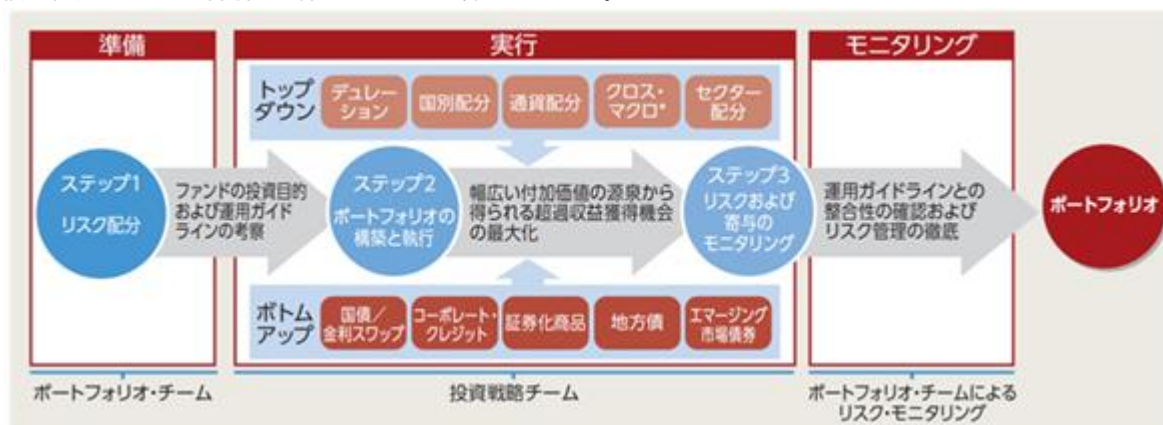 準備
実行
モニタリング
トップ
ダウン
デュレー
ション
国別配分
通貨配分
クロス・
マクロ*
セクター
配分
ステップ1
リスク配分
ファンドの投資目的
および運用ガイド
ラインの考察
ステップ2
ポートフォリオの
構築と執行
幅広い付加価値の源泉から
得られる超過収益獲得機会
の最大化
ステップ3
リスクおよび
寄与の
モニタリング
運用ガイドラインとの
整合性の確認および
リスク管理の徹底
ポートフォリオ
ボトム
アップ
国債／
金利スワップ
コーポレート・
クレジット
証券化商品
地方債
エマージング
市場債券
ポートフォリオ・チーム
投資戦略チーム
ポートフォリオ・チームによる
リスク・モニタリング